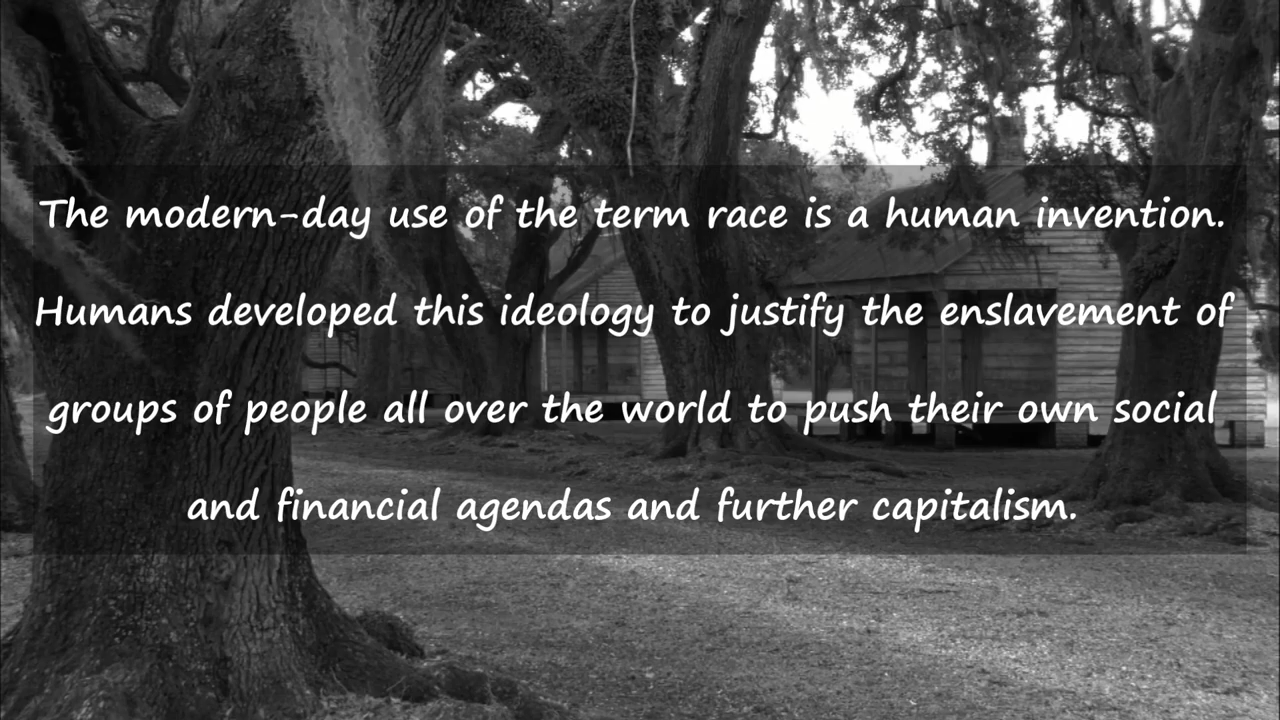 The modern-day use of the term race is a human invention.
Humans developed this ideology to justify the enslavement of
groups of people all over the world to push their own social
and financial agendas and further capitalism.